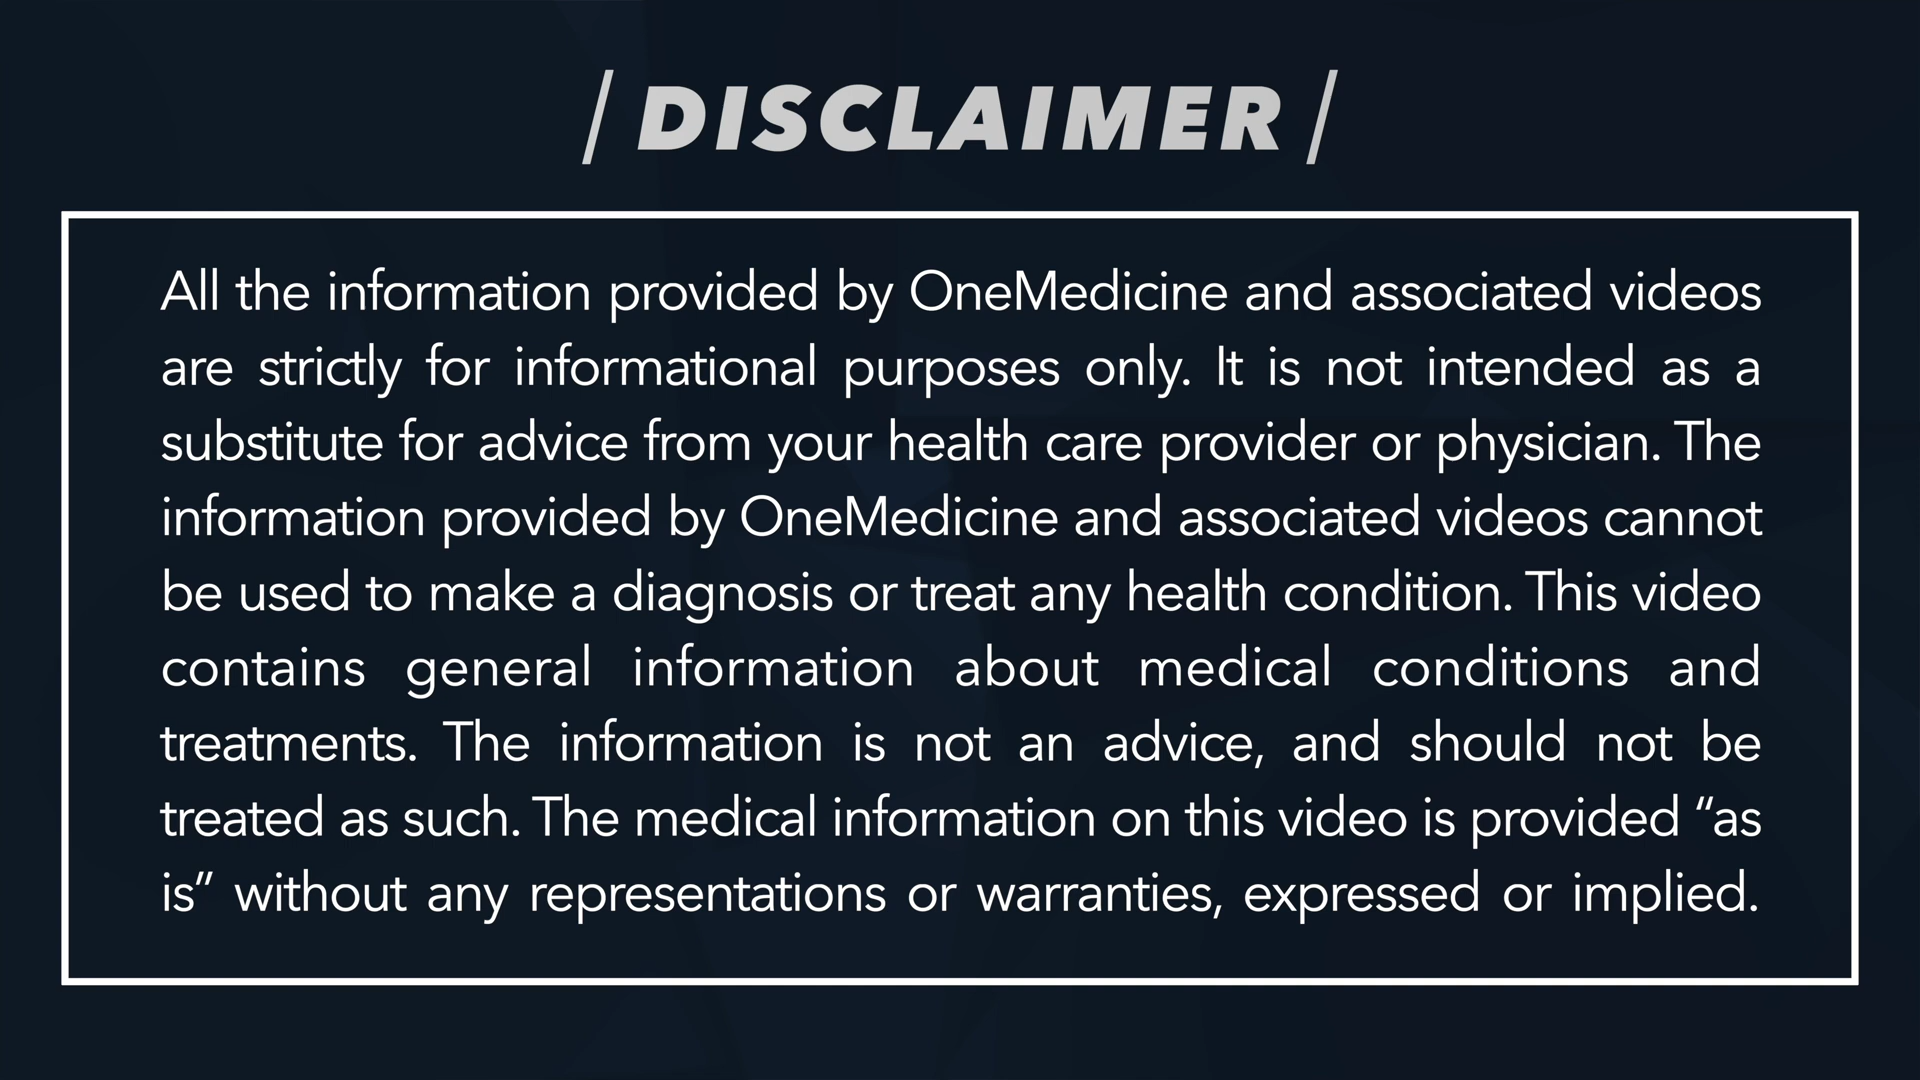 / DISCLAIMER /
All the information provided by OneMedicine and associated videos
are strictly for informational purposes only. It is not intended as a
substitute for advice from your health care provider or physician. The
information provided by OneMedicine and associated videos cannot
be used to make a diagnosis or treat any health condition. This video
contains general information about medical conditions and
treatments. The information is not an advice, and should not be
treated as such. The medical information on this video is provided “as
is” without any representations or warranties, expressed or implied.